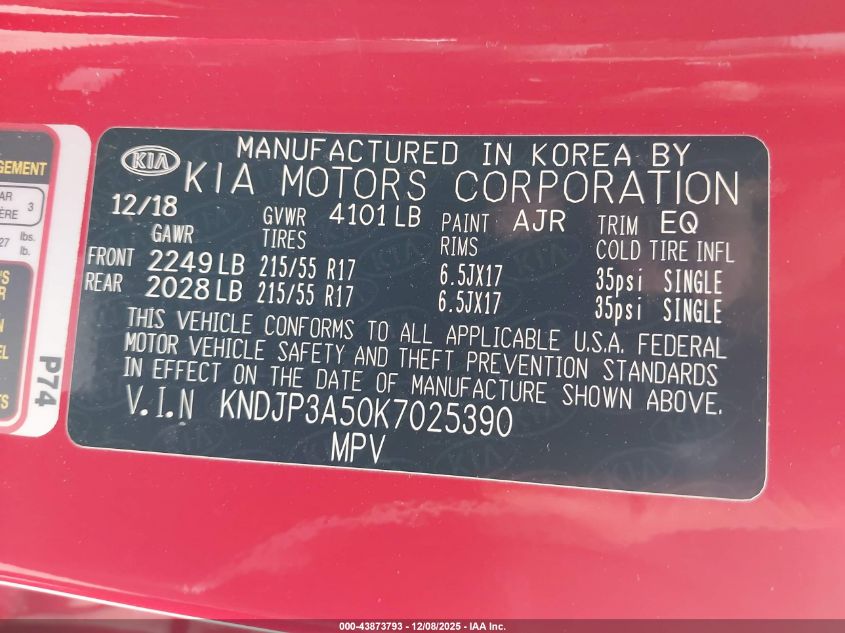 KIA
MANUFACTURED IN KOREA BY
KIA MOTORS CORPORATION
12/18 GVWR 4101 LB PAINT AJR TRIM EQ
GAWR TIRES RIMS COLD TIRE INFL
FRONT 2249 LB 215/55 R17 6.5JX17 35psi SINGLE
REAR 2028 LB 215/55 R17 6.5JX17 35psi SINGLE
THIS VEHICLE CONFORMS TO ALL APPLICABLE U.S.A. FEDERAL
MOTOR VEHICLE SAFETY AND THEFT PREVENTION STANDARDS
IN EFFECT ON THE DATE OF MANUFACTURE SHOWN ABOVE.
V.I.N KNDJP3A50K7025390
MPV
P74
lbs.
lb.
3
27
000-43873793 - 12/08/2025 - IAA Inc.